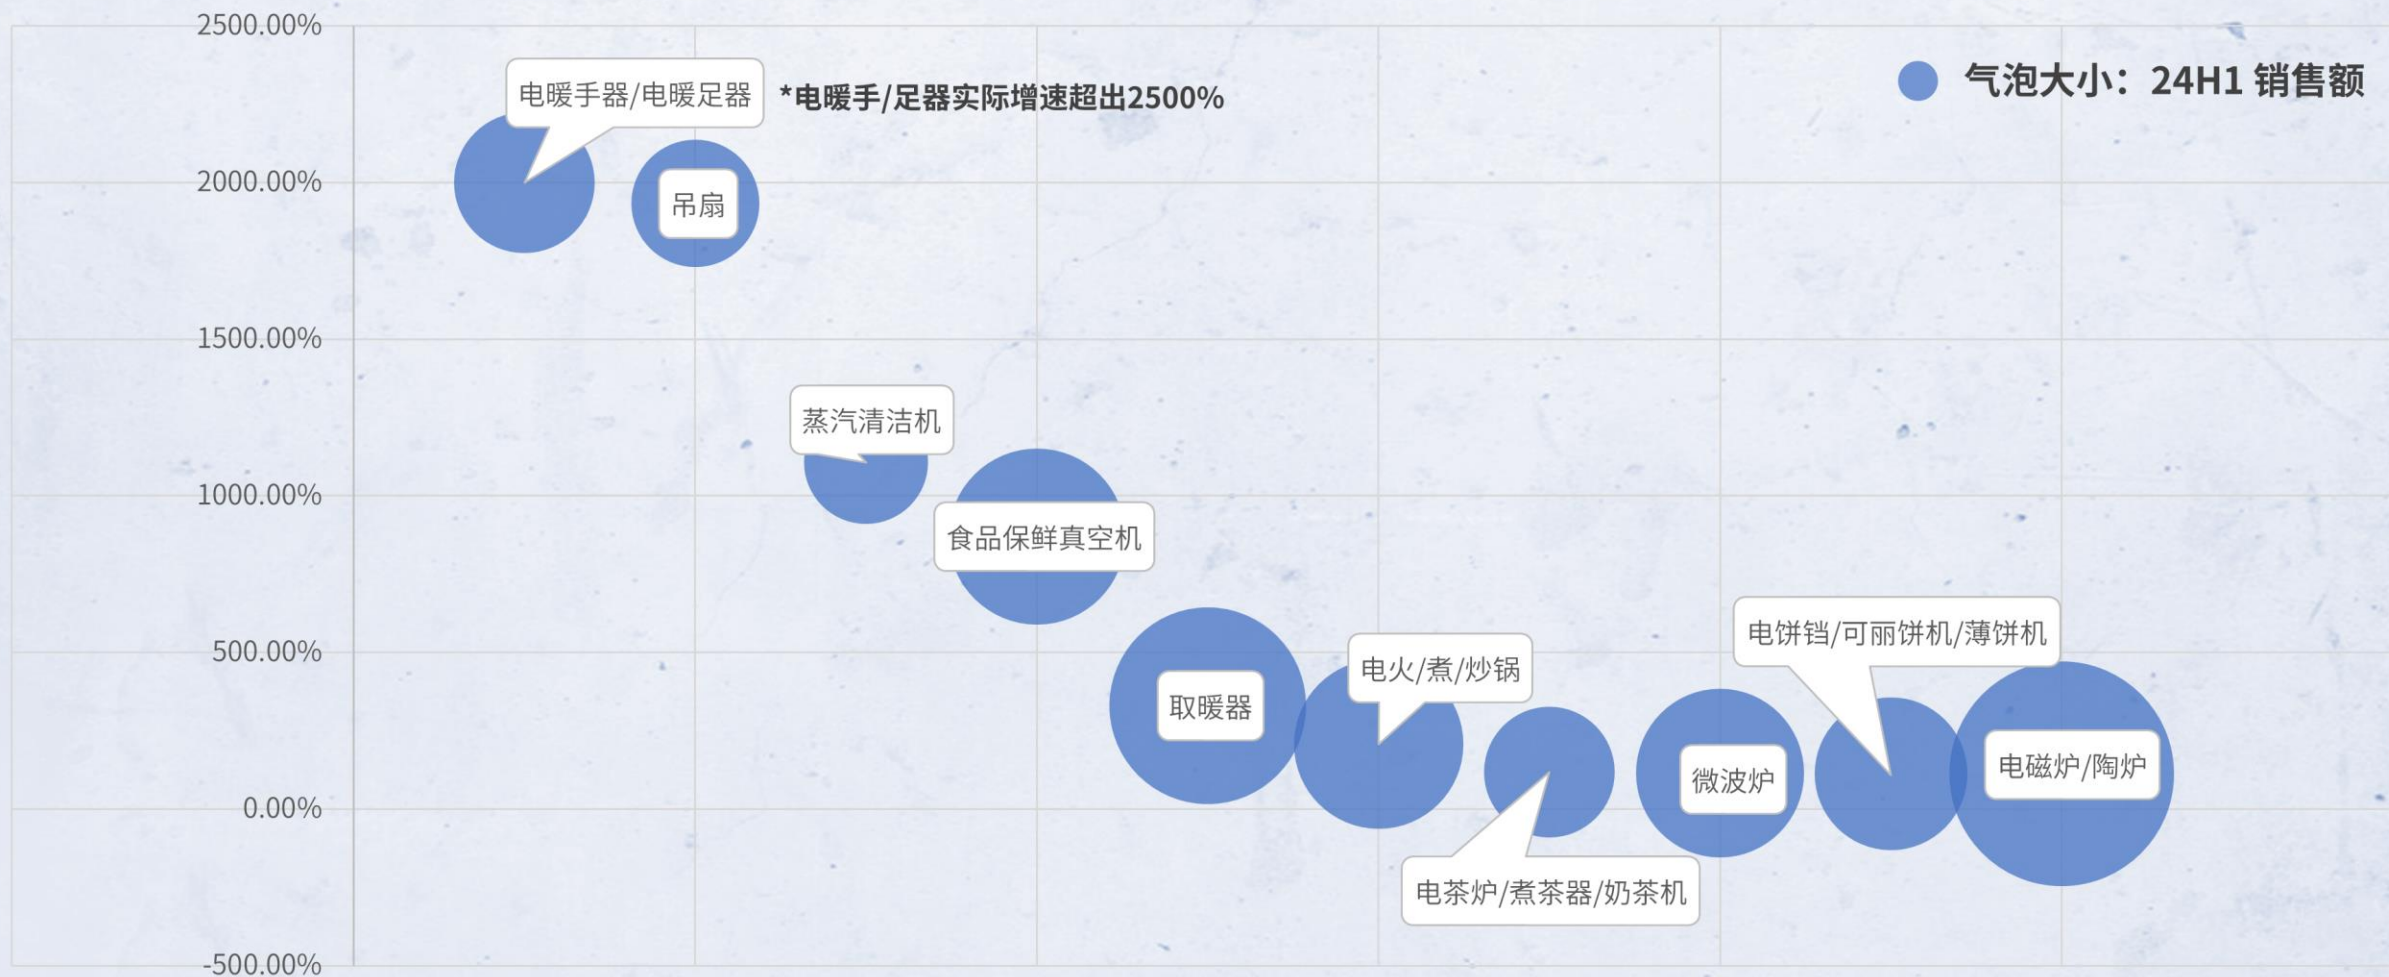 2500.00%
电暖手器/电暖足器
*电暖手/足器实际增速超出2500%
气泡大小：24H1 销售额
2000.00%
吊扇
1500.00%
蒸汽清洁机
1000.00%
食品保鲜真空机
500.00%
电饼铛/可丽饼机/薄饼机
电火/煮/炒锅
取暖器
电磁炉/陶炉
微波炉
0.00%
电茶炉/煮茶器/奶茶机
-500.00%